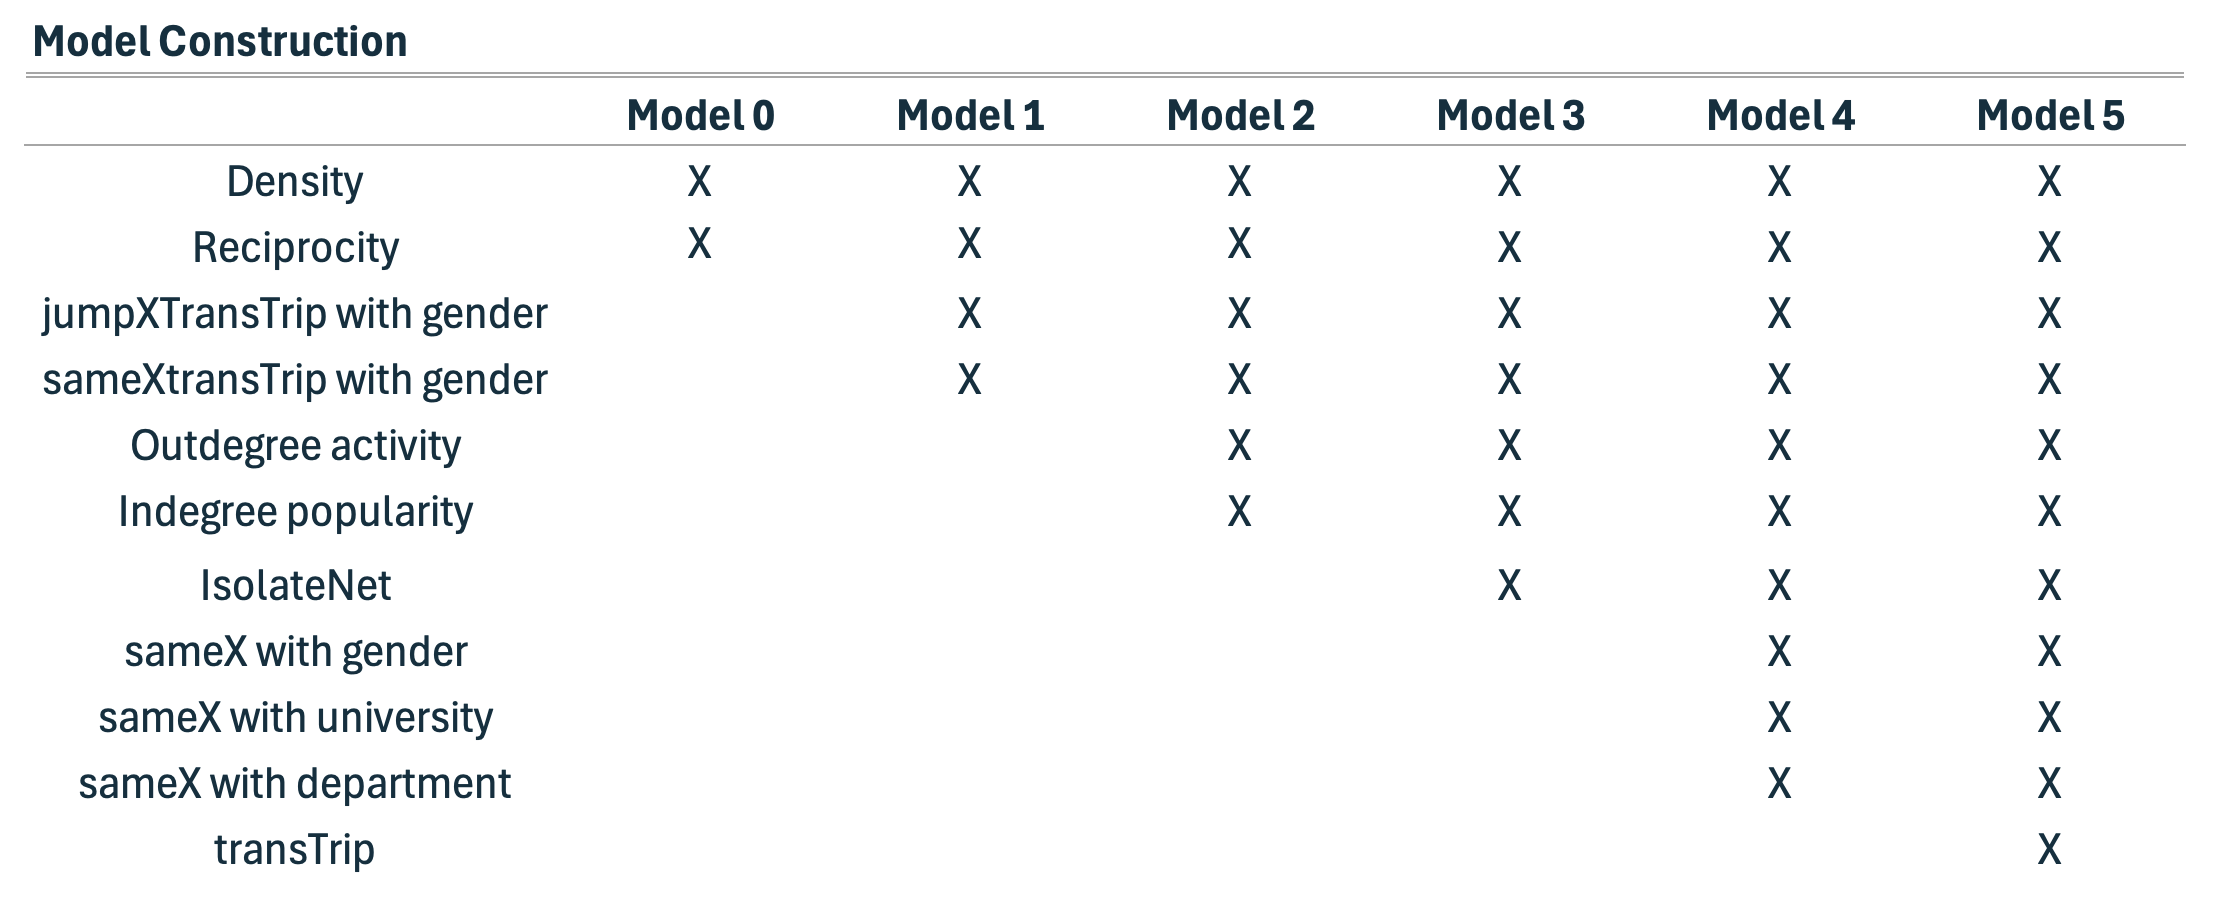 Model Construction
Model 0 Model 1 Model 2 Model 3 Model 4 Model 5
Density X X X X X X
Reciprocity X X X X X X
jumpXTransTrip with gender X X X X X
sameXtransTrip with gender X X X X X
Outdegree activity X X X X
Indegree popularity X X X X
IsolateNet X X X
sameX with gender X X
sameX with university X X
sameX with department X X
transTrip X